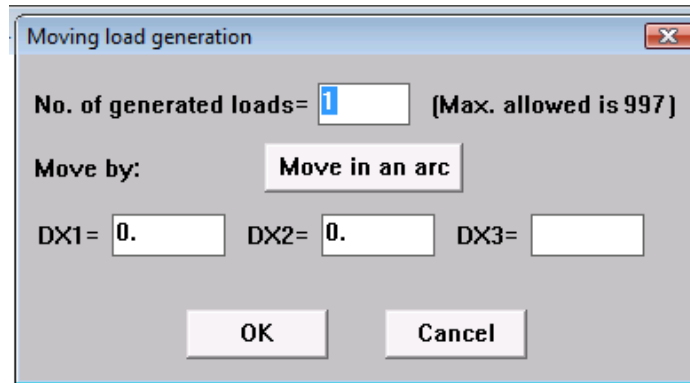 Moving load generation
No. of generated loads= 1 (Max. allowed is 997)
Move by: Move in an arc
DX1= 0. DX2= 0. DX3=
OK Cancel